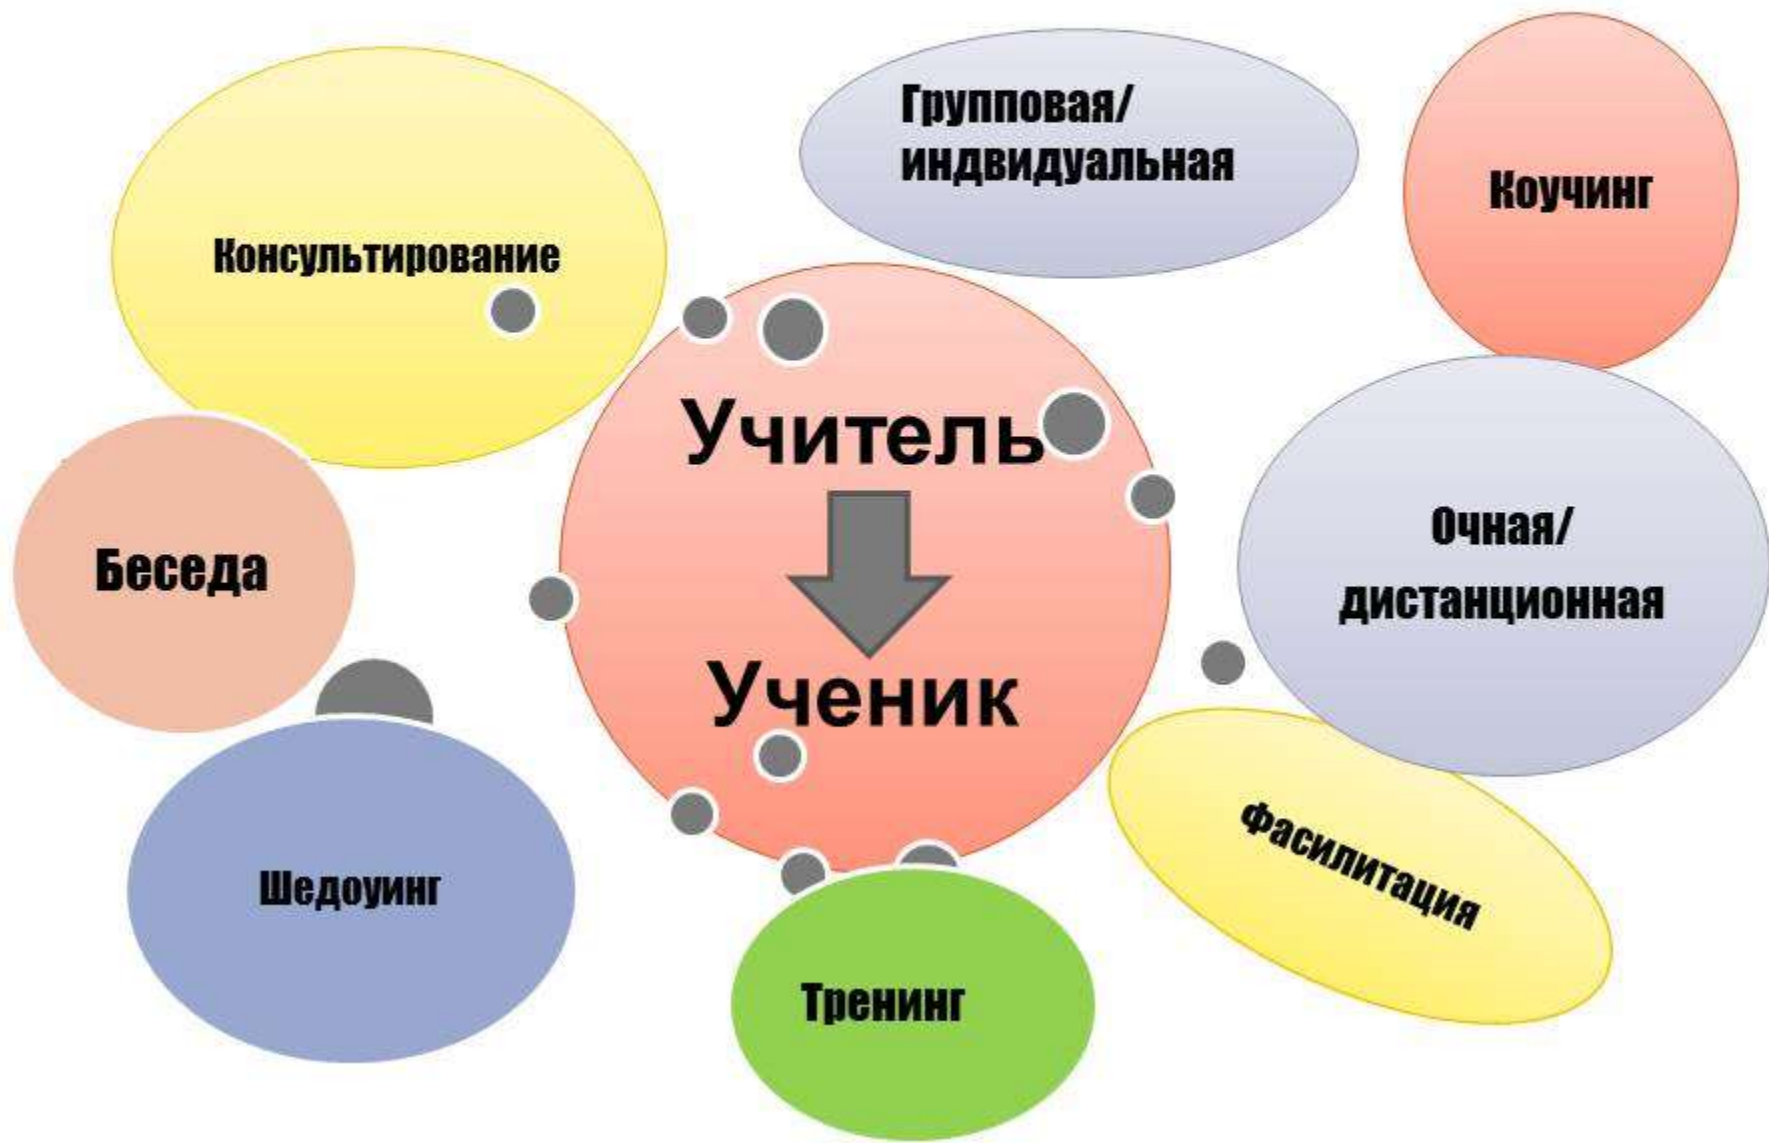 Групповая/
индвидуальная
Коучинг
Консультирование
Учитель
Ученик
Очная/
дистанционная
Беседа
Фасилитация
Шедоуинг
Тренинг